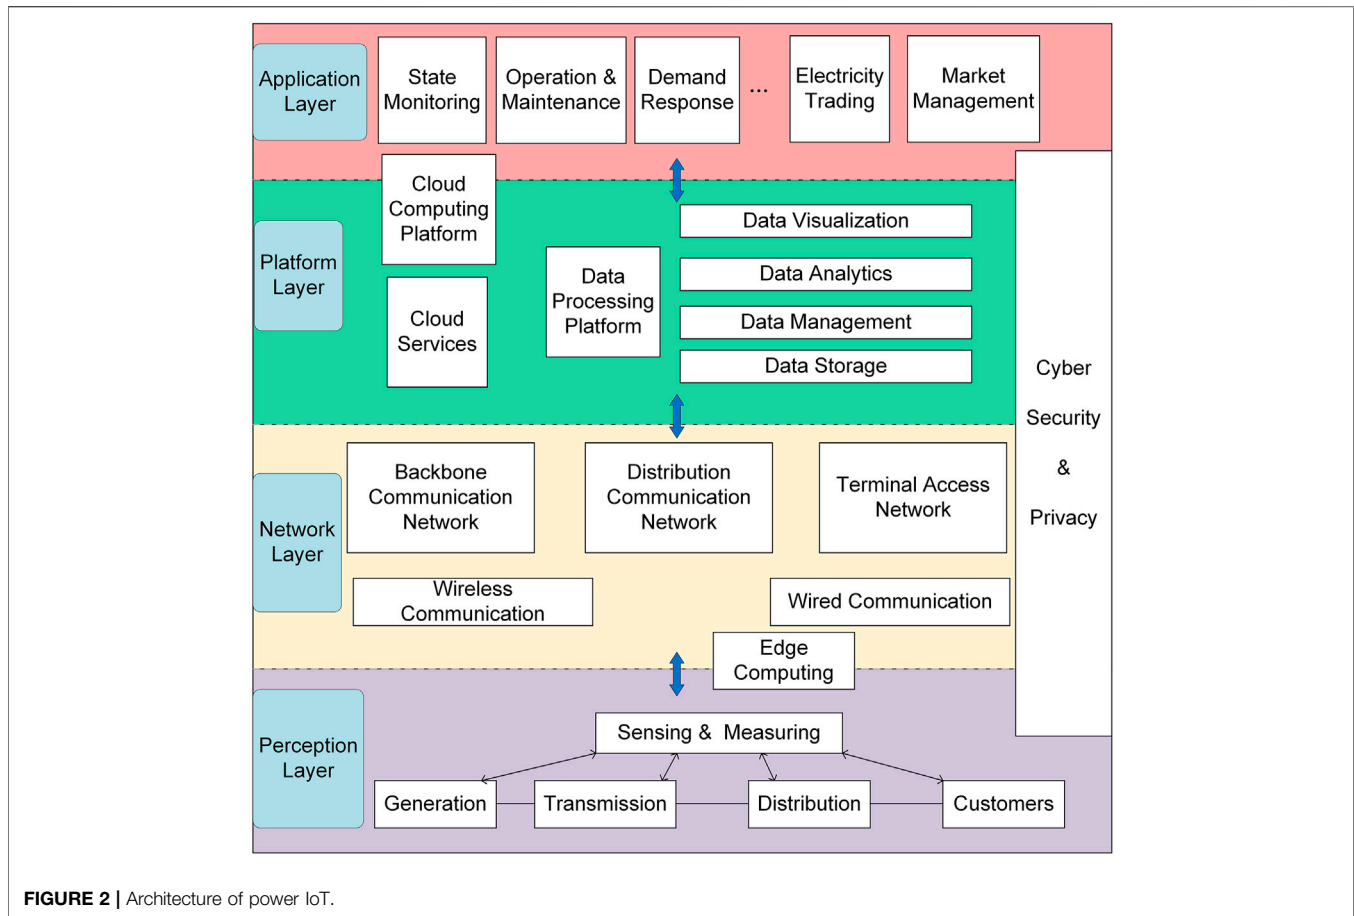 Application
Layer
State
Monitoring
Operation &
Maintenance
Demand
Response
...
Electricity
Trading
Market
Management
Cloud
Computing
Platform
Platform
Layer
Cloud
Services
Data
Processing
Platform
Data Visualization
Data Analytics
Data Management
Data Storage
Cyber
Security
&
Privacy
Network
Layer
Backbone
Communication
Network
Distribution
Communication
Network
Terminal Access
Network
Wireless
Communication
Wired Communication
Edge
Computing
Perception
Layer
Sensing & Measuring
Generation
Transmission
Distribution
Customers
FIGURE 2 | Architecture of power IoT.